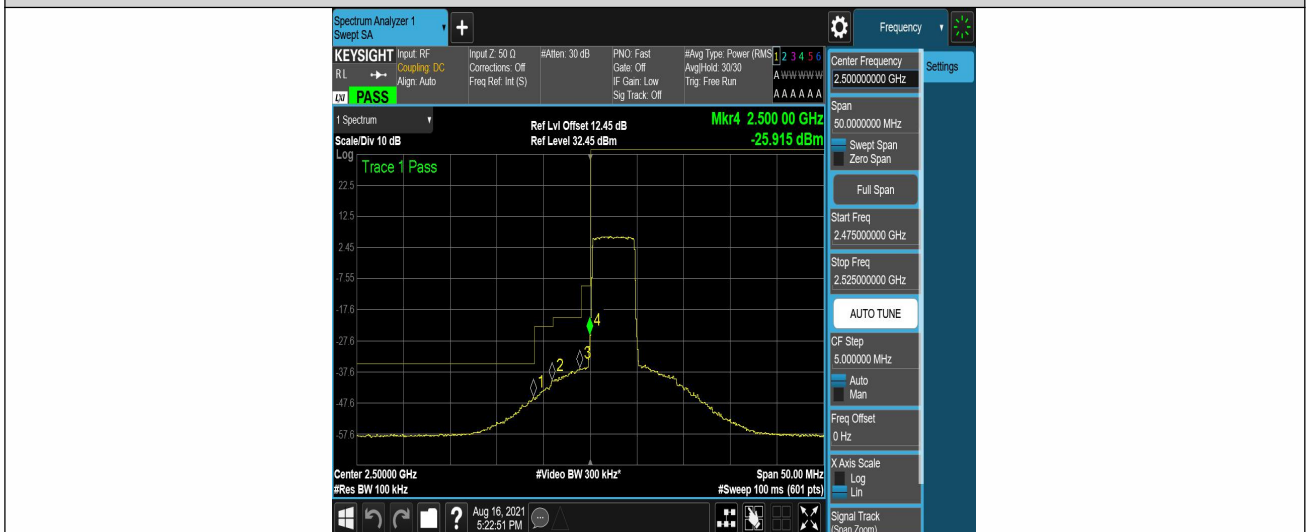 Spectrum Analyzer 1
Swept SA
+
Frequency
KEYSIGHT
RL
LXI PASS
Input: RF
Coupling: DC
Align: Auto
Input Z: 50 Ω
Corrections: Off
Freq Ref: Int (S)
#Atten: 30 dB
PNO: Fast
Gate: Off
IF Gain: Low
Sig Track: Off
#Avg Type: Power (RMS
Avg|Hold: 30/30
Trig: Free Run
1 2 3 4 5 6
A W W W W W
A A A A A A
1 Spectrum
Scale/Div 10 dB
Ref Lvl Offset 12.45 dB
Ref Level 32.45 dBm
Mkr4 2.500 00 GHz
-25.915 dBm
Log
Trace 1 Pass
22.5
12.5
2.45
-7.55
-17.6
-27.6
-37.6
-47.6
-57.6
1
2
3
4
Center 2.50000 GHz
#Res BW 100 kHz
#Video BW 300 kHz*
Span 50.00 MHz
#Sweep 100 ms (601 pts)
?
Aug 16, 2021
5:22:51 PM
Center Frequency
2.500000000 GHz
Settings
Span
50.0000000 MHz
Swept Span
Zero Span
Full Span
Start Freq
2.475000000 GHz
Stop Freq
2.525000000 GHz
AUTO TUNE
CF Step
5.000000 MHz
Auto
Man
Freq Offset
0 Hz
X Axis Scale
Log
Lin
Signal Track
(Span Zoom)